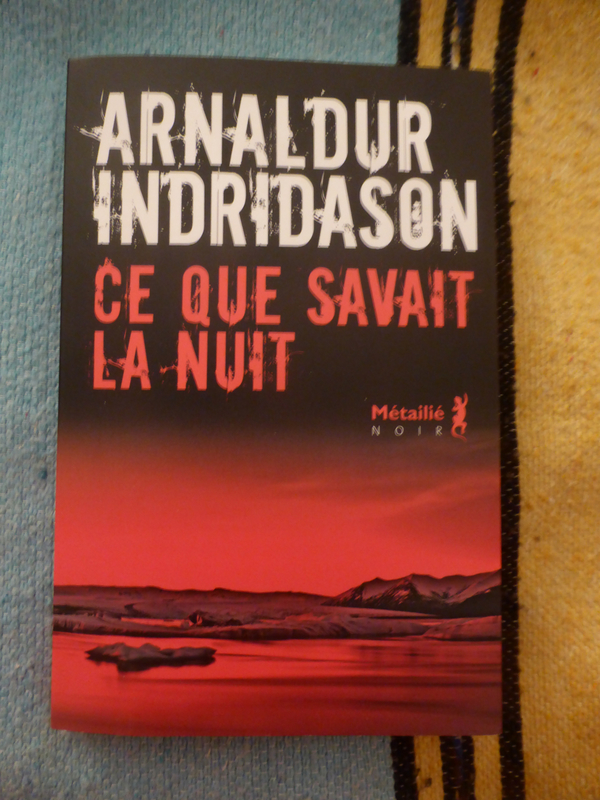 ARNALDUR
INDRIDASON
CE QUE SAVAIT
LA NUIT
Métailié
NOIR